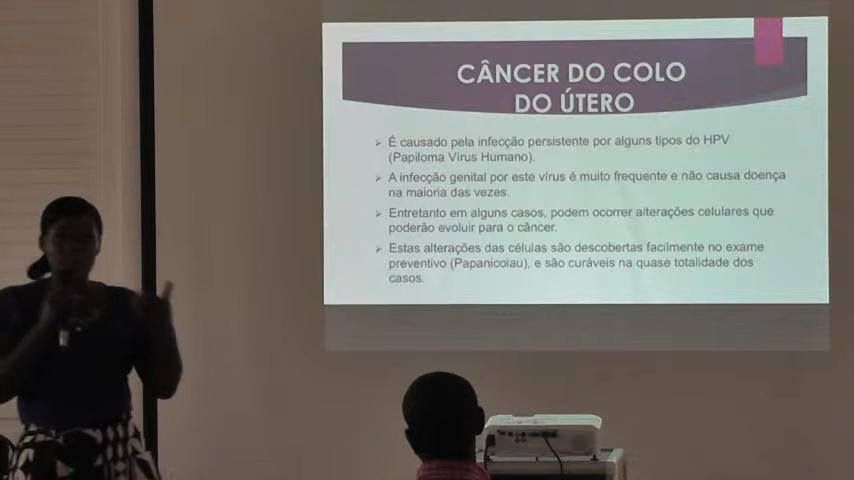 CÂNCER DO COLO
DO ÚTERO
É causado pela infecção persistente por alguns tipos do HPV
(Papiloma Vírus Humano).
A infecção genital por este vírus é muito frequente e não causa doença
na maioria das vezes.
Entretanto em alguns casos, podem ocorrer alterações celulares que
poderão evoluir para o câncer.
Estas alterações das células são descobertas facilmente no exame
preventivo (Papanicolau), e são curáveis na quase totalidade dos
casos.